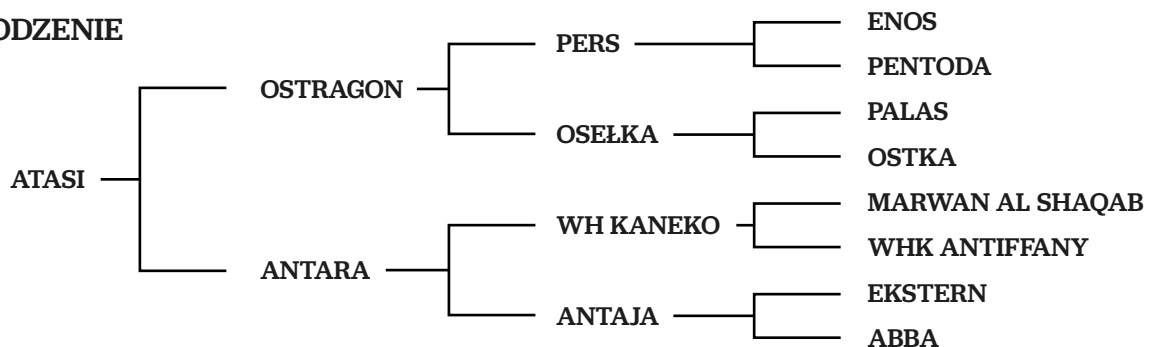 ODZENIE
ENOS
PERS
PENTODA
OSTRAGON
PALAS
OSEŁKA
OSTKA
ATASI
MARWAN AL SHAQAB
WH KANEKO
WHK ANTIFFANY
ANTARA
EKSTERN
ANTAJA
ABBA